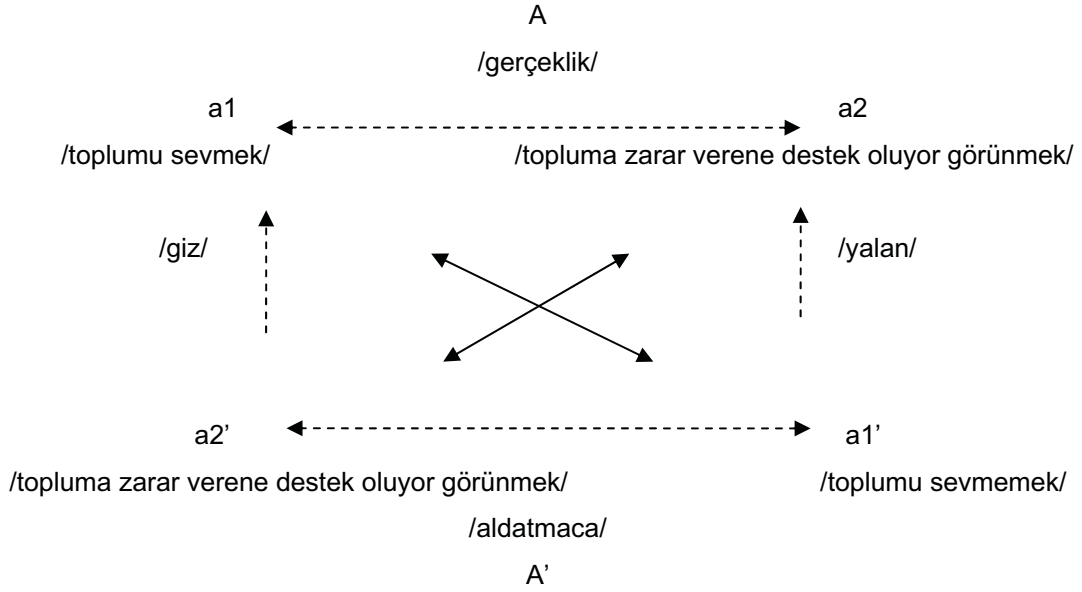 A
/gerçeklik/
a1 a2
/toplumu sevmek/ /topluma zarar verene destek oluyor görünmek/
/giz/ /yalan/
a2’ a1’
/topluma zarar verene destek oluyor görünmek/ /toplumu sevmemek/
/aldatmaca/
A’